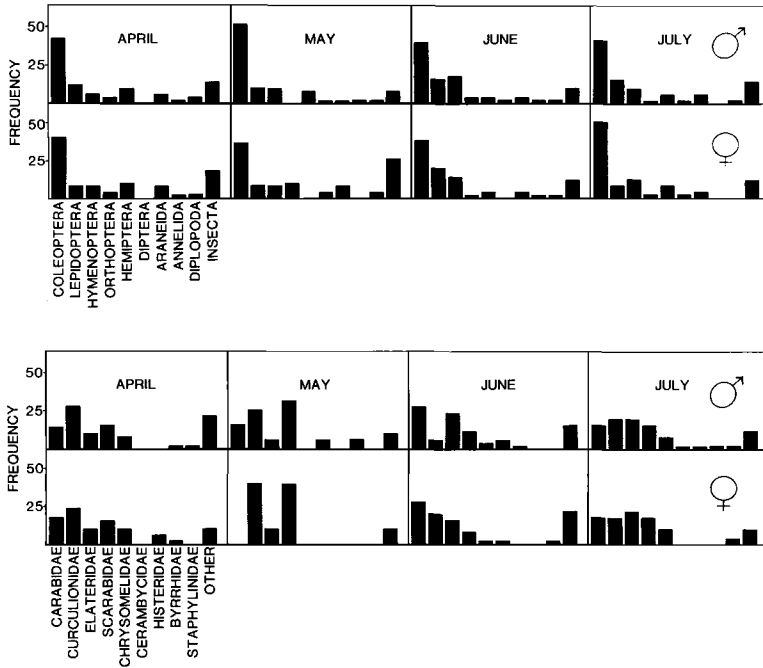 50
25
FREQUENCY
APRIL
MAY
JUNE
JULY
50
25
COLEOPTERA
LEPIDOPTERA
HYMENOPTERA
ORTHOPTERA
HEMIPTERA
DIPTERA
ARANEIDA
ANNELIDA
DIPLOPODA
INSECTA
50
25
FREQUENCY
APRIL
MAY
JUNE
JULY
50
25
CARABIDAE
CURCULIONIDAE
ELATERIDAE
SCARABIDAE
CHRYSOMELIDAE
CERAMBYCIDAE
HISTERIDAE
BYRRHIDAE
STAPHYLINIDAE
OTHER